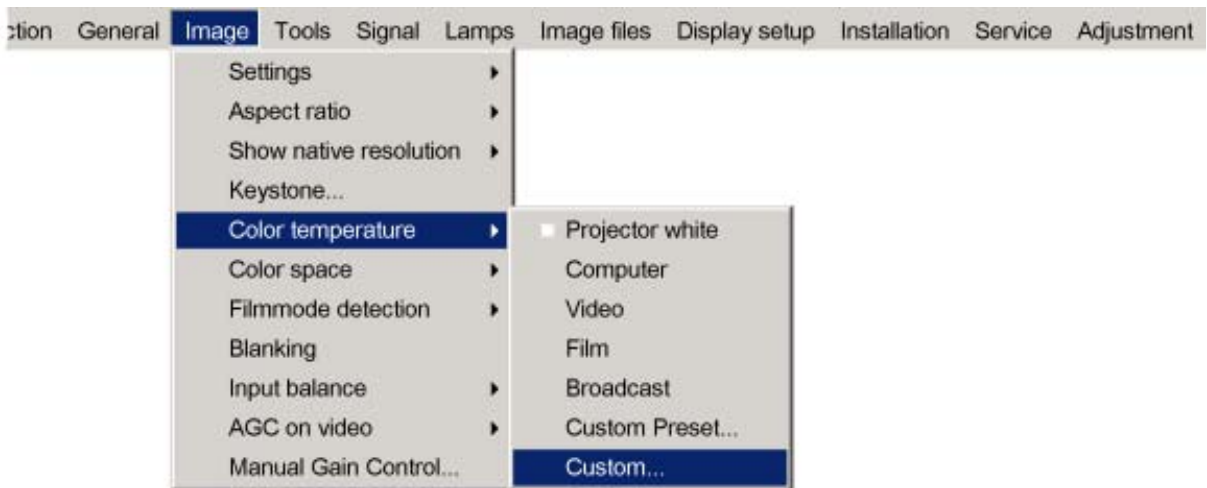 ction General Image Tools Signal Lamps Image files Display setup Installation Service Adjustment
Settings
Aspect ratio
Show native resolution
Keystone...
Color temperature
Projector white
Color space
Computer
Filmmode detection
Video
Blanking
Film
Input balance
Broadcast
AGC on video
Custom Preset...
Manual Gain Control...
Custom...